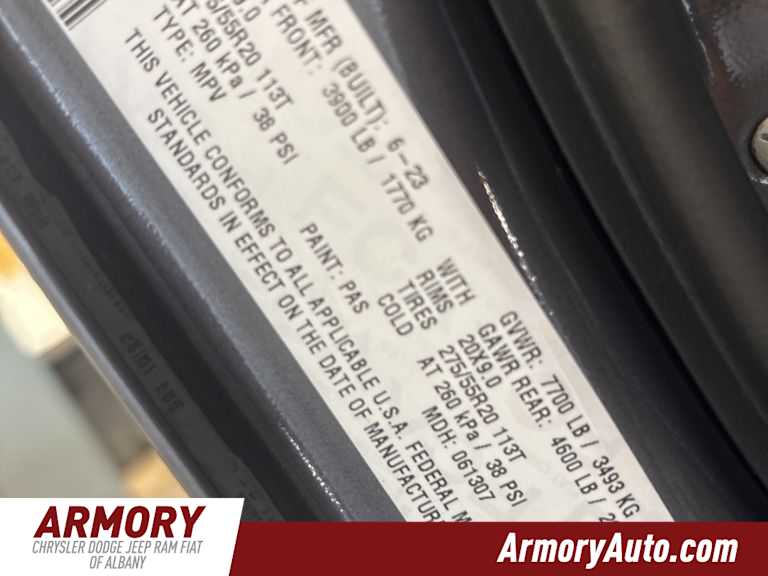 MFR (BUILT): 6-23
GVWR: 7700 LB / 3493 KG
FRONT: 3900 LB / 1770 KG
GAWR REAR: 4600 LB /
WITH
RIMS 20X9.0
55R20 113T
TIRES 275/55R20 113T
AT 260 kPa / 38 PSI
COLD AT 260 kPa / 38 PSI
TYPE: MPV
PAINT: PAS
MDH: 061307
THIS VEHICLE CONFORMS TO ALL APPLICABLE U.S.A. FEDERAL
STANDARDS IN EFFECT ON THE DATE OF
ARMORY
CHRYSLER DODGE JEEP RAM FIAT
OF ALBANY
ArmoryAuto.com